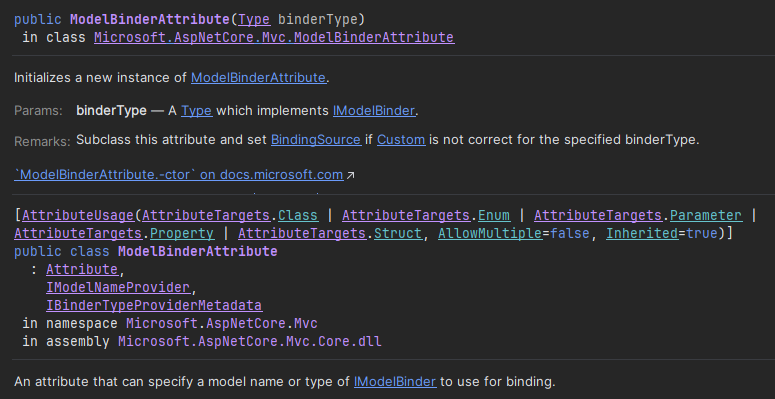 public ModelBinderAttribute(Type binderType)
in class Microsoft.AspNetCore.Mvc.ModelBinderAttribute
Initializes a new instance of ModelBinderAttribute.
Params: binderType — A Type which implements IModelBinder.
Remarks: Subclass this attribute and set BindingSource if Custom is not correct for the specified binderType.
`ModelBinderAttribute.-ctor` on docs.microsoft.com↗
[AttributeUsage(AttributeTargets.Class | AttributeTargets.Enum | AttributeTargets.Parameter |
AttributeTargets.Property | AttributeTargets.Struct, AllowMultiple=false, Inherited=true)]
public class ModelBinderAttribute
: Attribute,
IModelNameProvider,
IBinderTypeProviderMetadata
in namespace Microsoft.AspNetCore.Mvc
in assembly Microsoft.AspNetCore.Mvc.Core.dll
An attribute that can specify a model name or type of IModelBinder to use for binding.